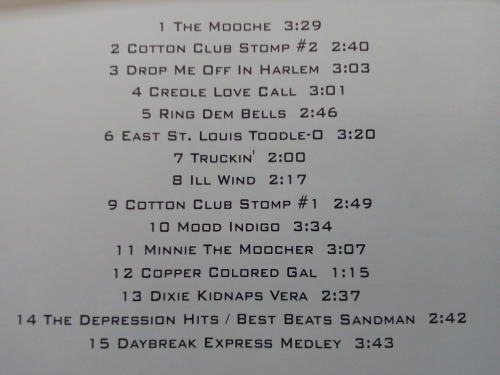 1 The Mooche 3:29
2 Cotton Club Stomp #2 2:40
3 Drop Me Off In Harlem 3:03
4 Creole Love Call 3:01
5 Ring Dem Bells 2:46
6 East St. Louis Toodle-O 3:20
7 Truckin' 2:00
8 Ill Wind 2:17
9 Cotton Club Stomp #1 2:49
10 Mood Indigo 3:34
11 Minnie The Moocher 3:07
12 Copper Colored Gal 1:15
13 Dixie Kidnaps Vera 2:37
14 The Depression Hits / Best Beats Sandman 2:42
15 Daybreak Express Medley 3:43